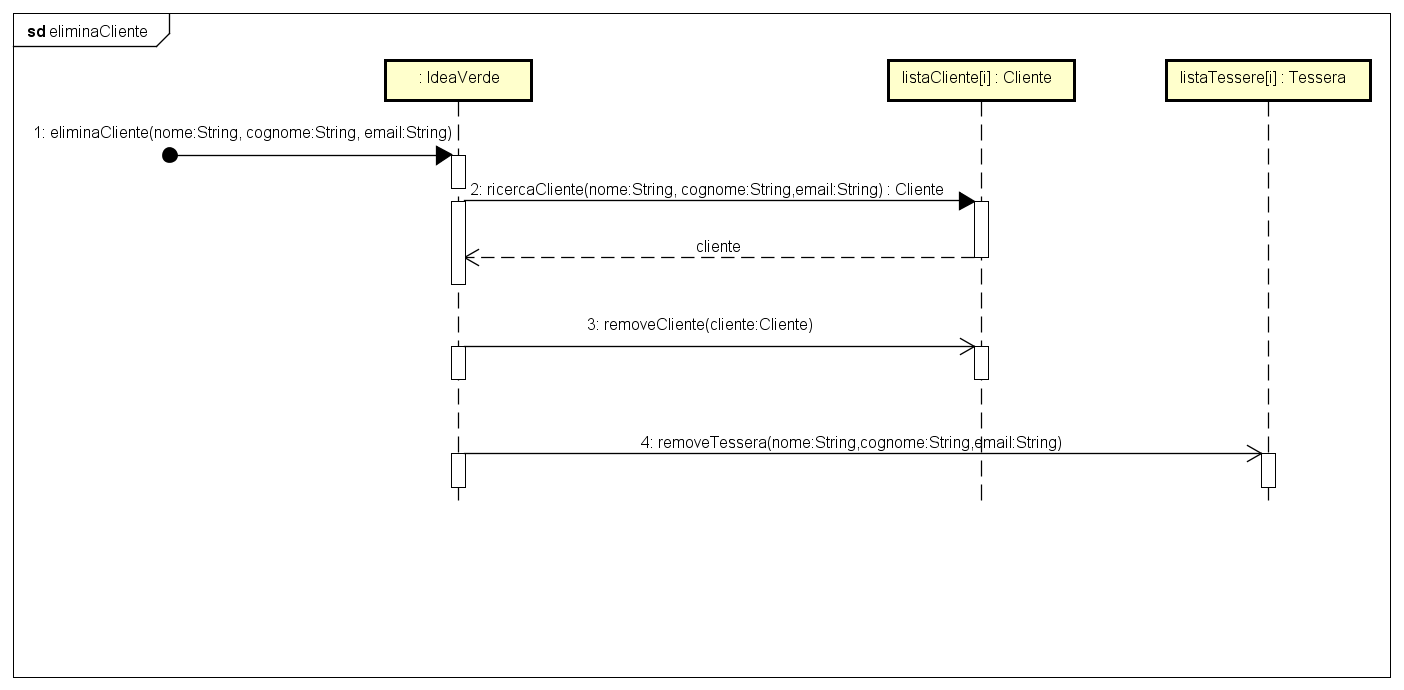 sd eliminaCliente
: IdeaVerde
listaCliente[i] : Cliente
listaTessere[i] : Tessera
1: eliminaCliente(nome:String, cognome:String, email:String)
2: ricercaCliente(nome:String, cognome:String,email:String) : Cliente
cliente
3: removeCliente(cliente:Cliente)
4: removeTessera(nome:String,cognome:String,email:String)